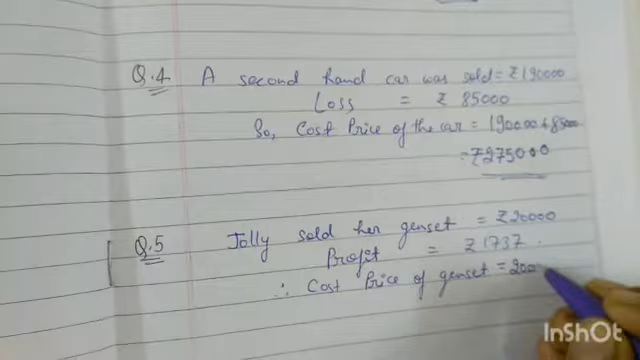 Q.4 A second hand car was sold = ₹190000
Loss = ₹ 85000
So, Cost Price of the car = 190000 + 85000
= ₹275000
Q.5 Jolly sold her genset = ₹20000
Profit = ₹1737.
∴ Cost Price of genset = 200
InShOt